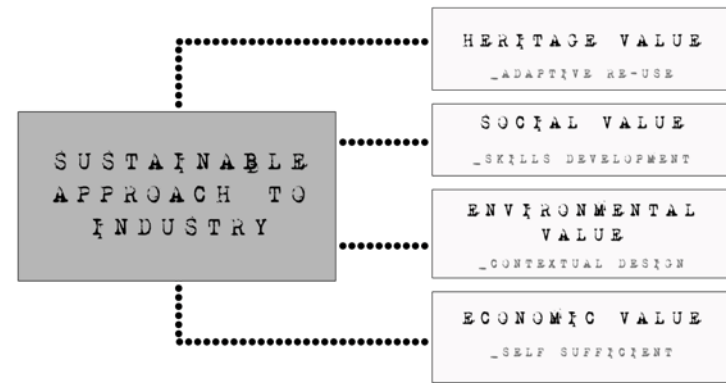 SUSTAINABLE
APPROACH TO
INDUSTRY
HERITAGE VALUE
_ADAPTIVE RE-USE
SOCIAL VALUE
_SKILLS DEVELOPMENT
ENVIRONMENTAL
VALUE
_CONTEXTUAL DESIGN
ECONOMIC VALUE
_SELF SUFFICIENT